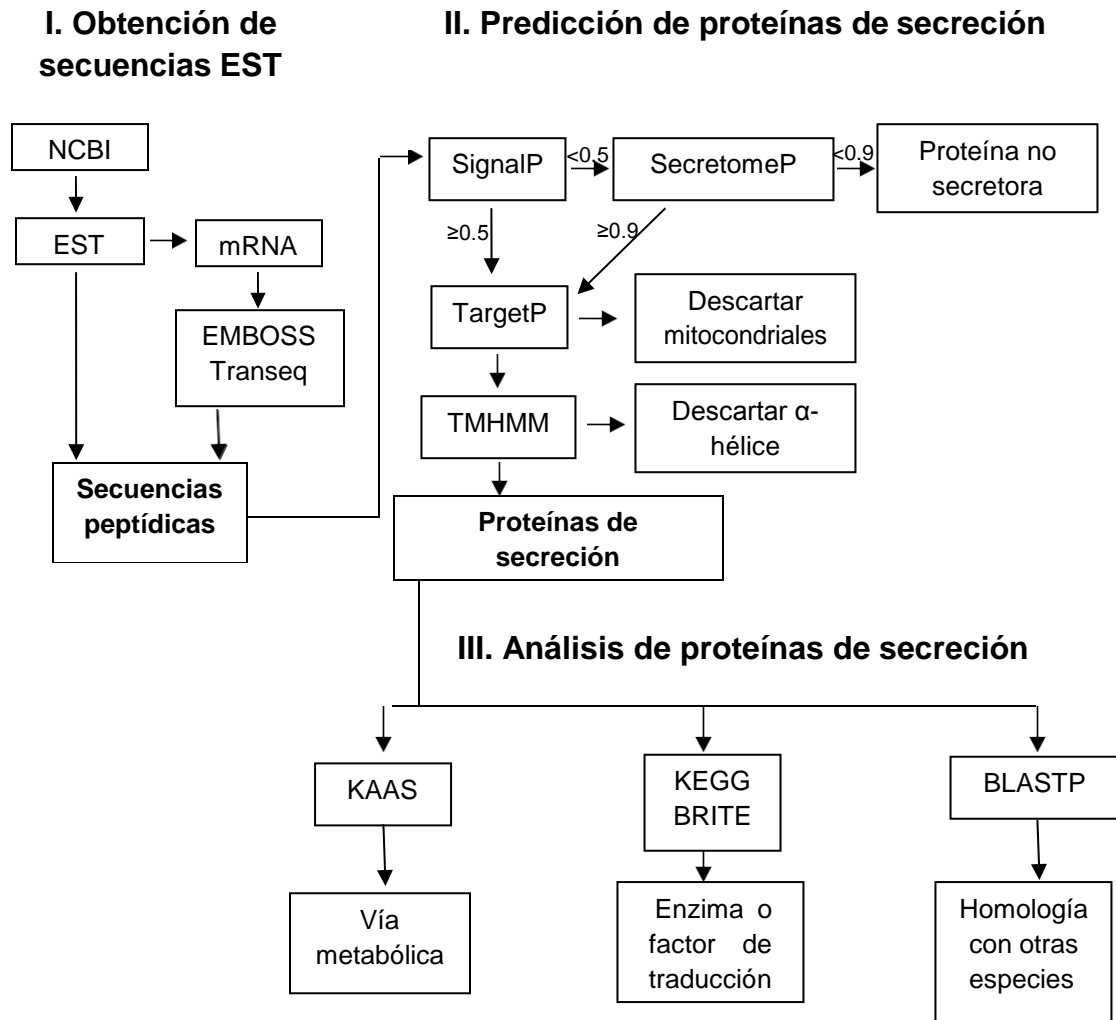 I. Obtención de
secuencias EST
II. Predicción de proteínas de secreción
NCBI
EST
mRNA
EMBOSS
Transeq
Secuencias
peptídicas
SignalP
<0.5
SecretomeP
<0.9
Proteína no
secretora
≥0.5
≥0.9
TargetP
Descartar
mitocondriales
TMHMM
Descartar α-
hélice
Proteínas de
secreción
III. Análisis de proteínas de secreción
KAAS
KEGG
BRITE
BLASTP
Vía
metabólica
Enzima o
factor de
traducción
Homología
con otras
especies